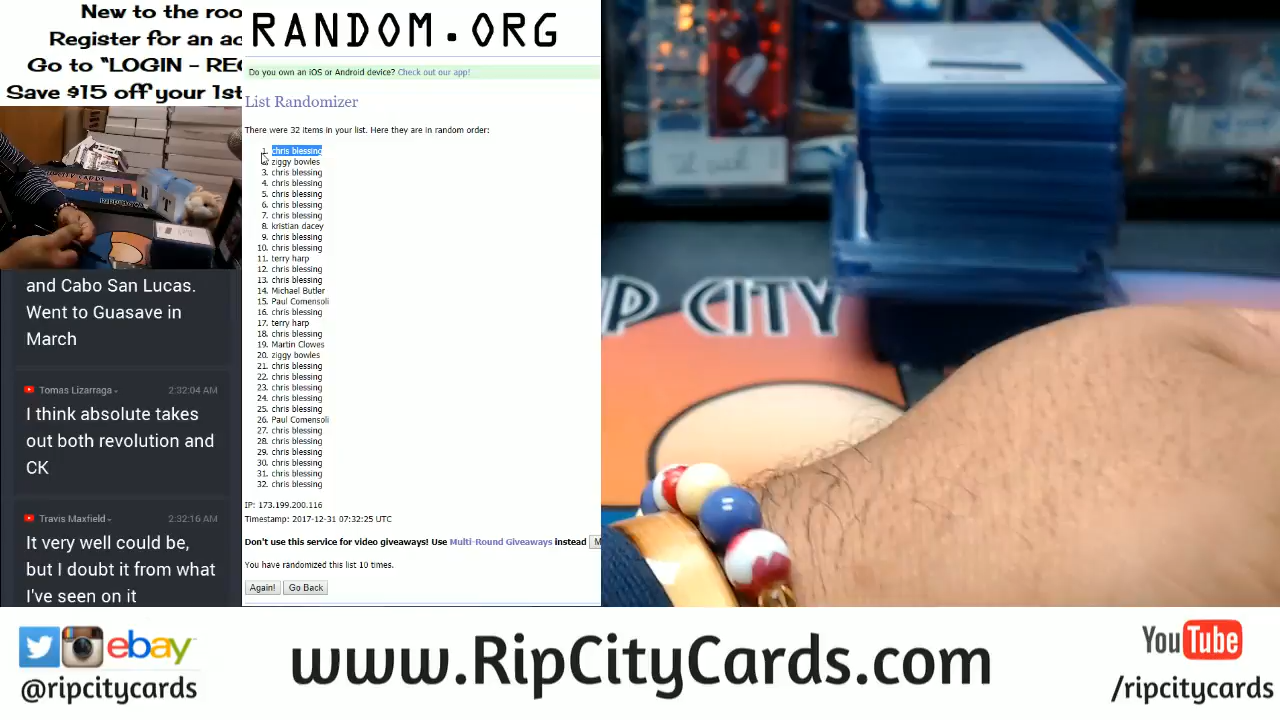 New to the roo
Register for an ac
Go to "LOGIN - REG
Save $15 off your 1st
and Cabo San Lucas.
Went to Guasave in
March
Tomas Lizarraga
2:32:04 AM
I think absolute takes
out both revolution and
CK
Travis Maxfield
2:32:16 AM
It very well could be,
but I doubt it from what
I've seen on it
RANDOM.ORG
Do you own an iOS or Android device? Check out our app!
List Randomizer
There were 32 items in your list. Here they are in random order:
1. chris blessing
2. ziggy bowles
3. chris blessing
4. chris blessing
5. chris blessing
6. chris blessing
7. chris blessing
8. kristian dacey
9. chris blessing
10. chris blessing
11. terry harp
12. chris blessing
13. chris blessing
14. Michael Butler
15. Paul Comensoli
16. chris blessing
17. terry harp
18. chris blessing
19. Martin Clowes
20. ziggy bowles
21. chris blessing
22. chris blessing
23. chris blessing
24. chris blessing
25. chris blessing
26. Paul Comensoli
27. chris blessing
28. chris blessing
29. chris blessing
30. chris blessing
31. chris blessing
32. chris blessing
IP: 173.199.200.116
Timestamp: 2017-12-31 07:32:25 UTC
Don't use this service for video giveaways! Use Multi-Round Giveaways instead
You have randomized this list 10 times.
Again! Go Back
P CITY
ebay
@ripcitycards
www.RipCityCards.com
YouTube
/ripcitycards